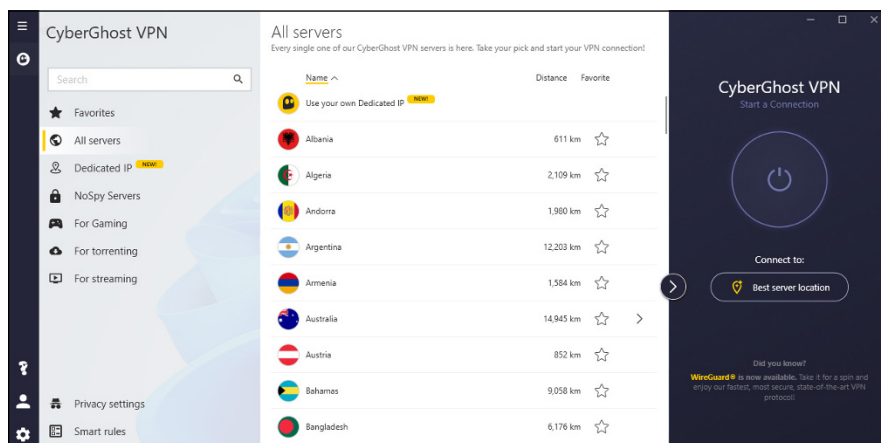 CyberGhost VPN
Search
Favorites
All servers
Dedicated IP NEW!
NoSpy Servers
For Gaming
For torrenting
For streaming
Privacy settings
Smart rules
All servers
Every single one of our CyberGhost VPN servers is here. Take your pick and start your VPN connection!
Name Distance Favorite
Use your own Dedicated IP NEW!
Albania 611 km
Algeria 2,109 km
Andorra 1,980 km
Argentina 12,203 km
Armenia 1,584 km
Australia 14,945 km
Austria 852 km
Bahamas 9,058 km
Bangladesh 6,176 km
CyberGhost VPN
Start a Connection
Connect to:
Best server location
Did you know?
WireGuard® is now available. Take it for a spin and
enjoy our fastest, most secure, state-of-the-art VPN
protocol!